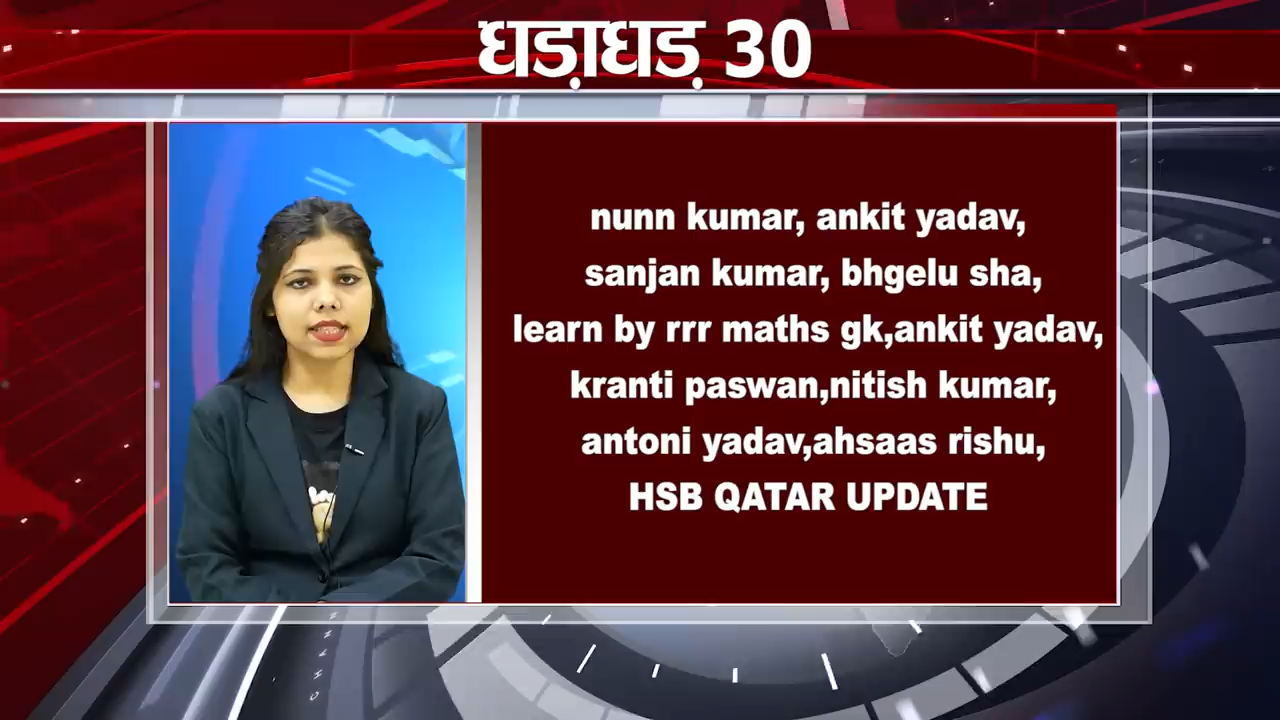 धड़ाधड़ 30
nunn kumar, ankit yadav,
sanjan kumar, bhgelu sha,
learn by rrr maths gk,ankit yadav,
kranti paswan,nitish kumar,
antoni yadav,ahsaas rishu,
HSB QATAR UPDATE